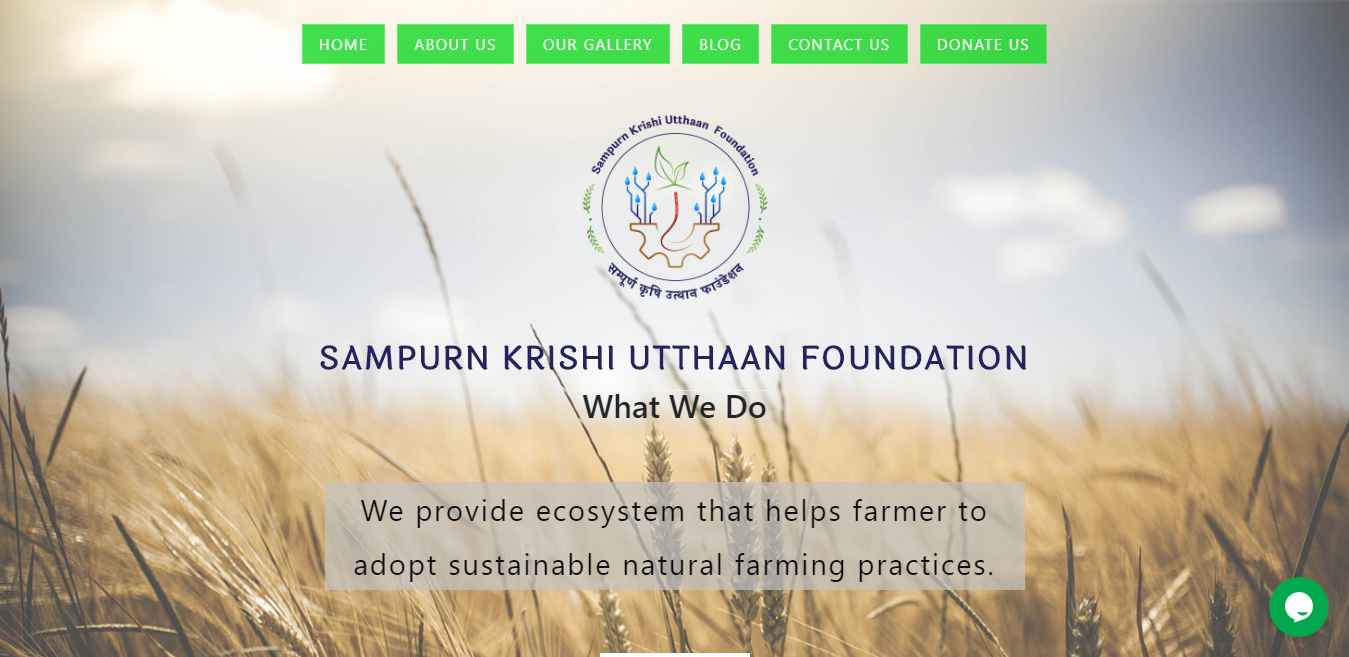 HOME
ABOUT US
OUR GALLERY
BLOG
CONTACT US
DONATE US
Sampurn Krishi Utthaan Foundation
सम्पूर्ण कृषि उत्थान फाउंडेशन
SAMPURN KRISHI UTTHAAN FOUNDATION
What We Do
We provide ecosystem that helps farmer to
adopt sustainable natural farming practices.